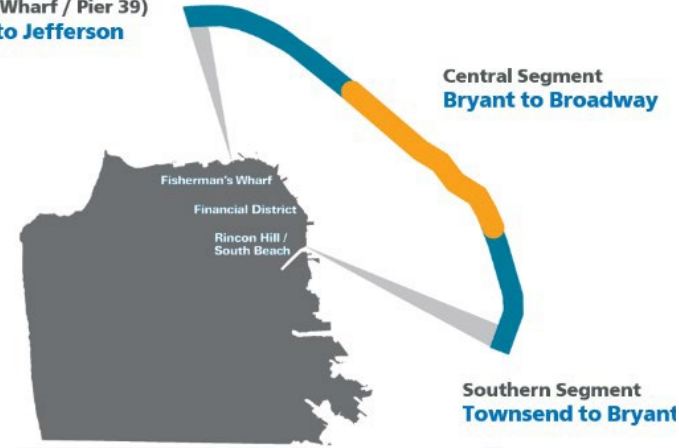 Wharf / Pier 39)
to Jefferson
Central Segment
Bryant to Broadway
Fisherman's Wharf
Financial District
Rincon Hill /
South Beach
Southern Segment
Townsend to Bryant